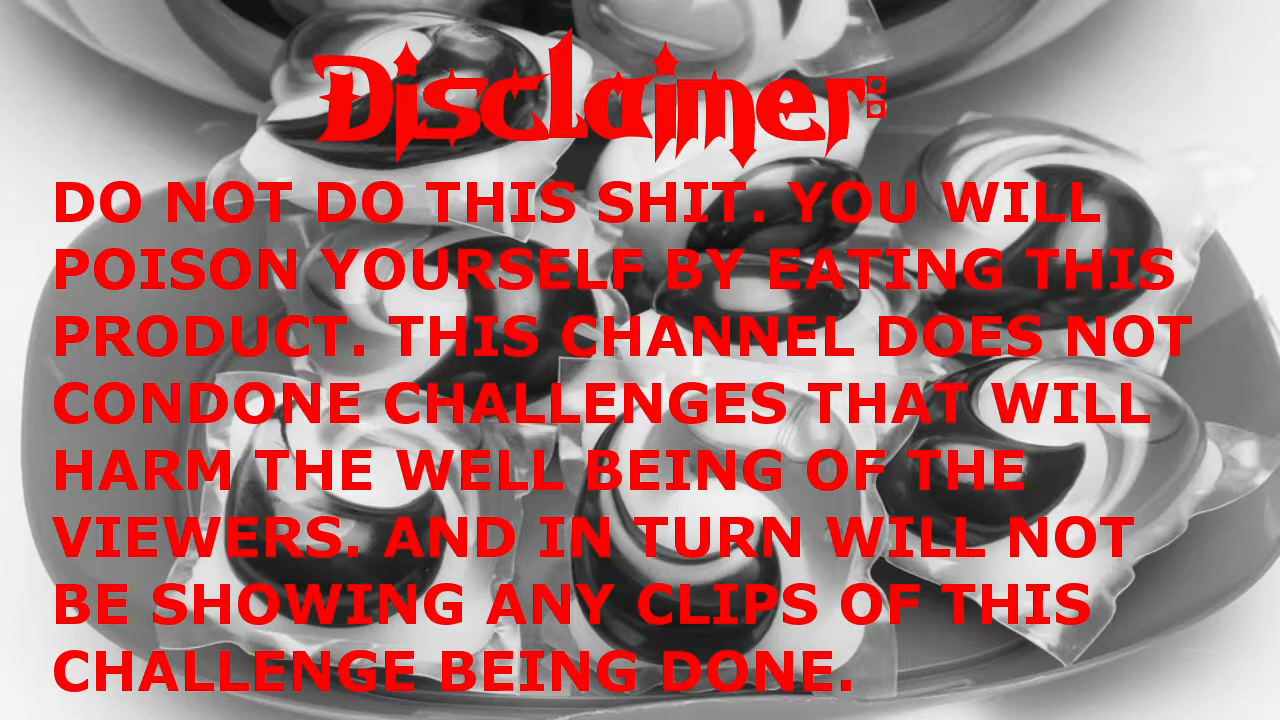 Disclaimer:
DO NOT DO THIS SHIT. YOU WILL
POISON YOURSELF BY EATING THIS
PRODUCT. THIS CHANNEL DOES NOT
CONDONE CHALLENGES THAT WILL
HARM THE WELL BEING OF THE
VIEWERS. AND IN TURN WILL NOT
BE SHOWING ANY CLIPS OF THIS
CHALLENGE BEING DONE.